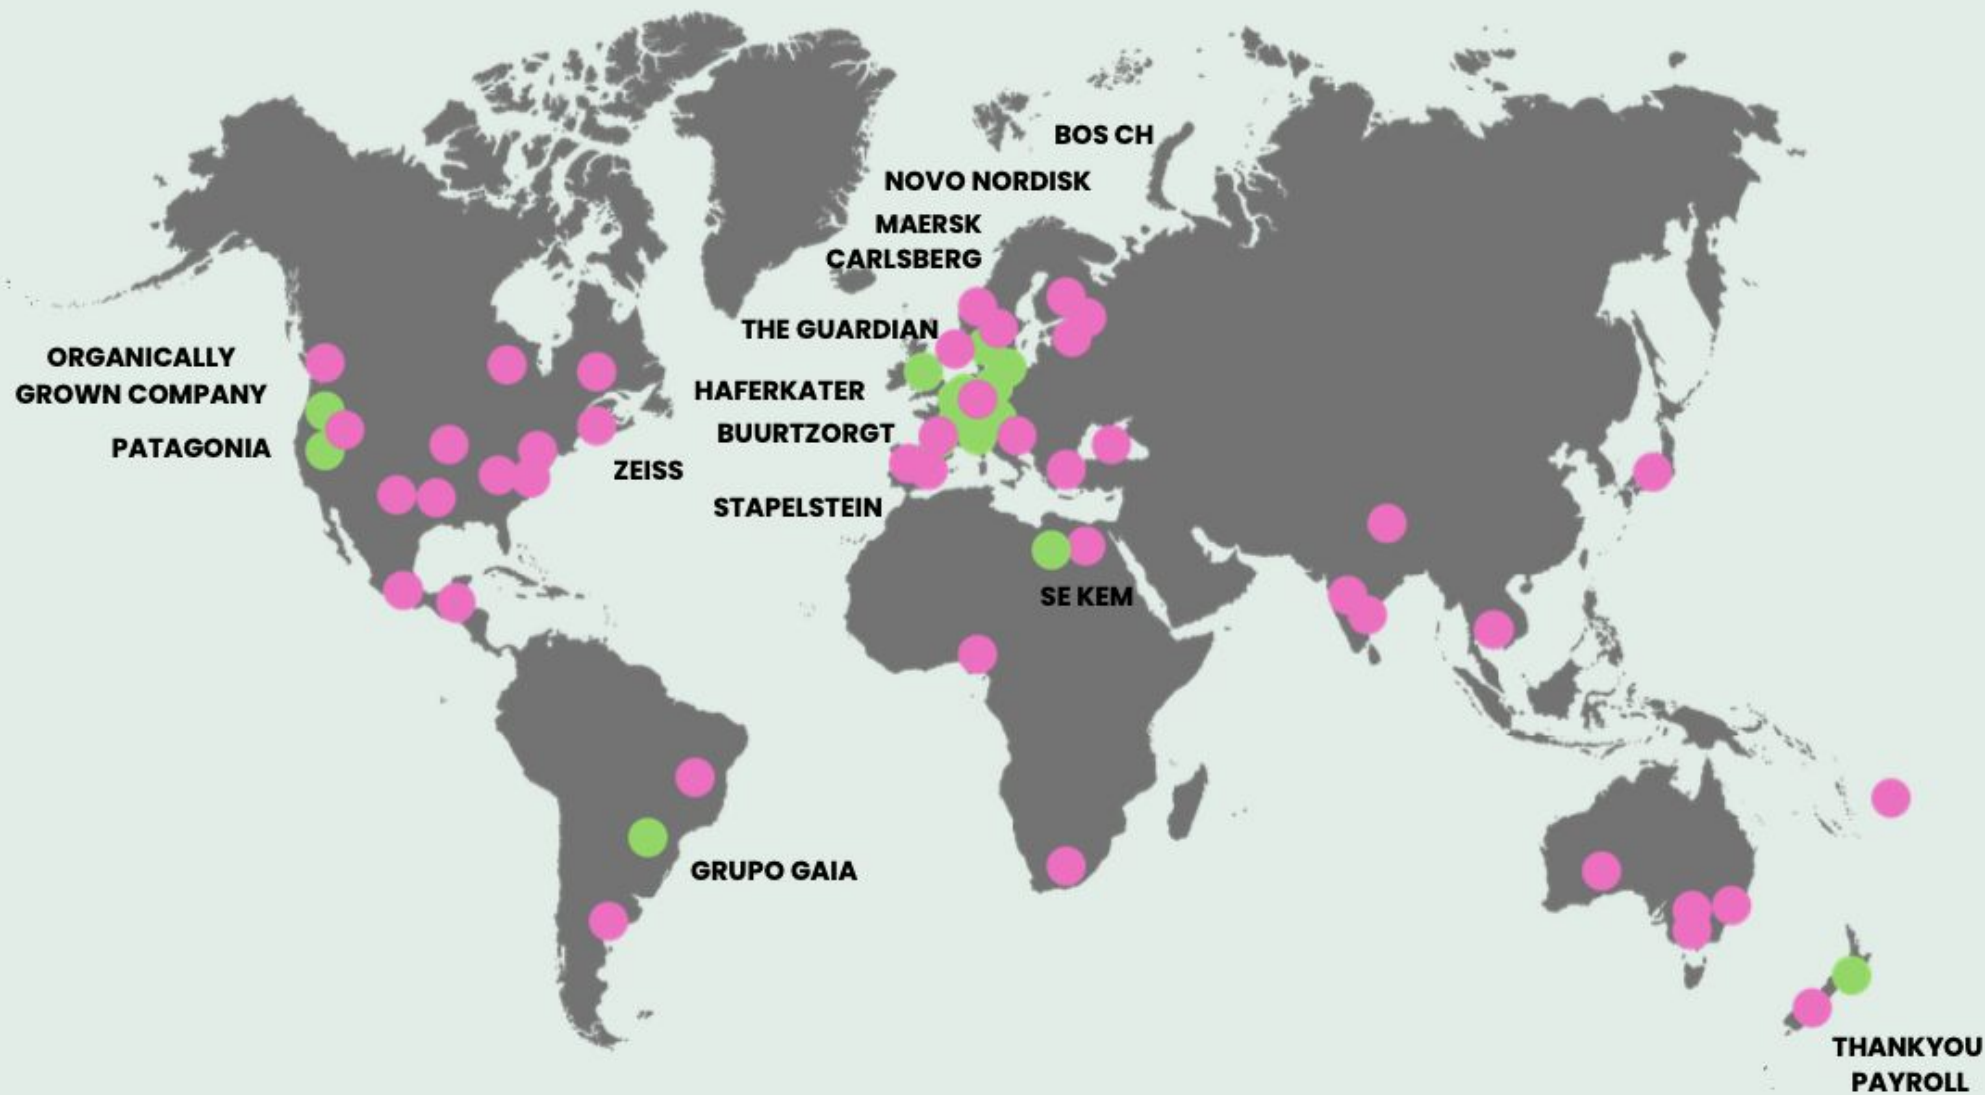 BOS CH
NOVO NORDISK
MAERSK
CARLSBERG
THE GUARDIAN
ORGANICALLY
GROWN COMPANY
HAFERKATER
BUURTZORGT
PATAGONIA
ZEISS
STAPELSTEIN
SE KEM
GRUPO GAIA
THANKYOU
PAYROLL